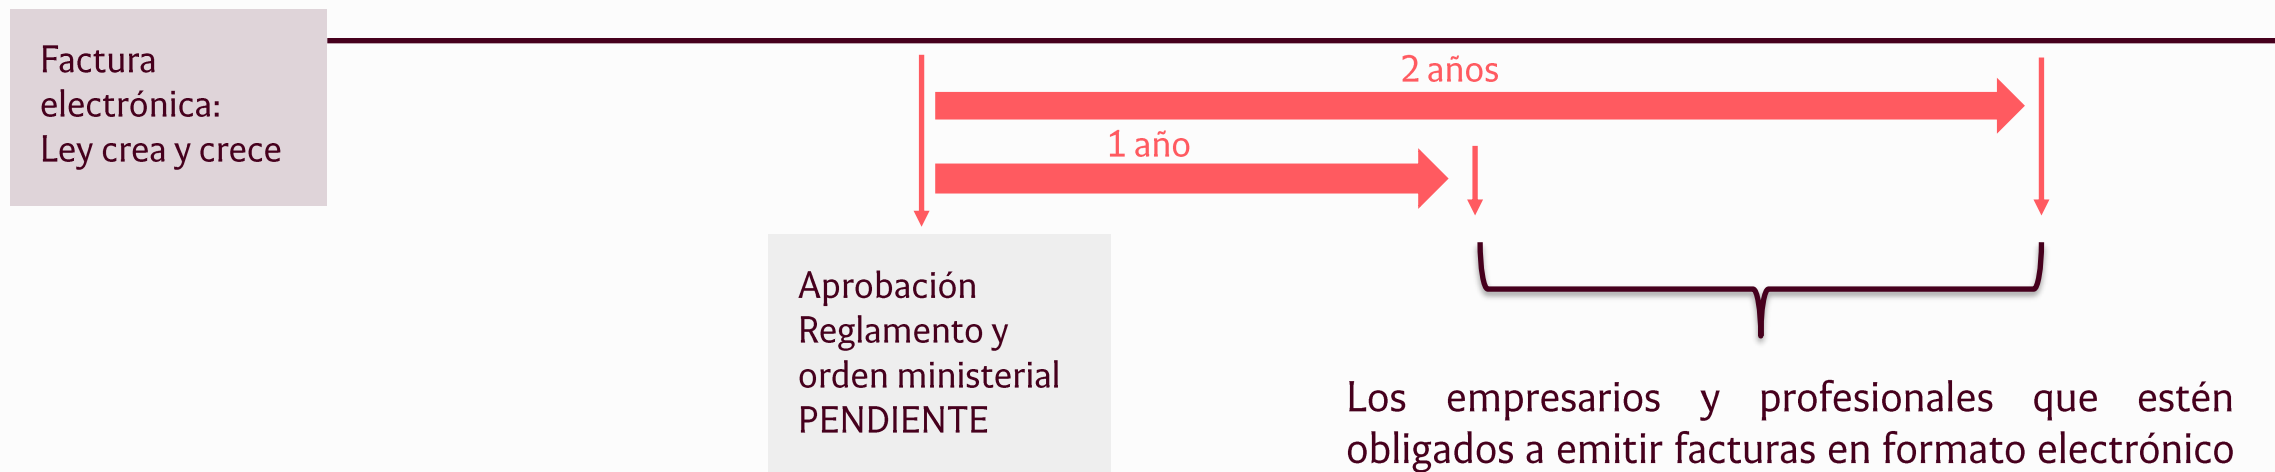 Factura
electrónica:
Ley crea y crece
2 años
1 año
Aprobación
Reglamento y
orden ministerial
PENDIENTE
Los empresarios y profesionales que estén
obligados a emitir facturas en formato electrónico